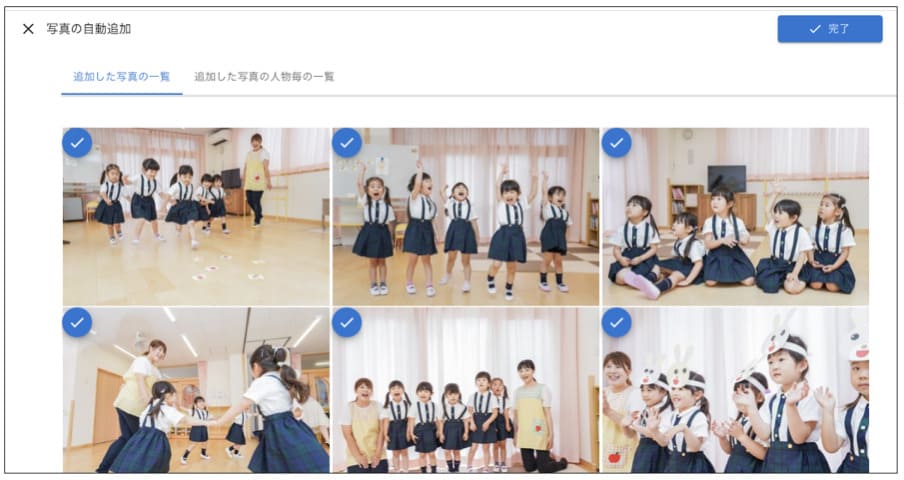 写真の自動追加
完了
追加した写真の一覧
追加した写真の人物毎の一覧